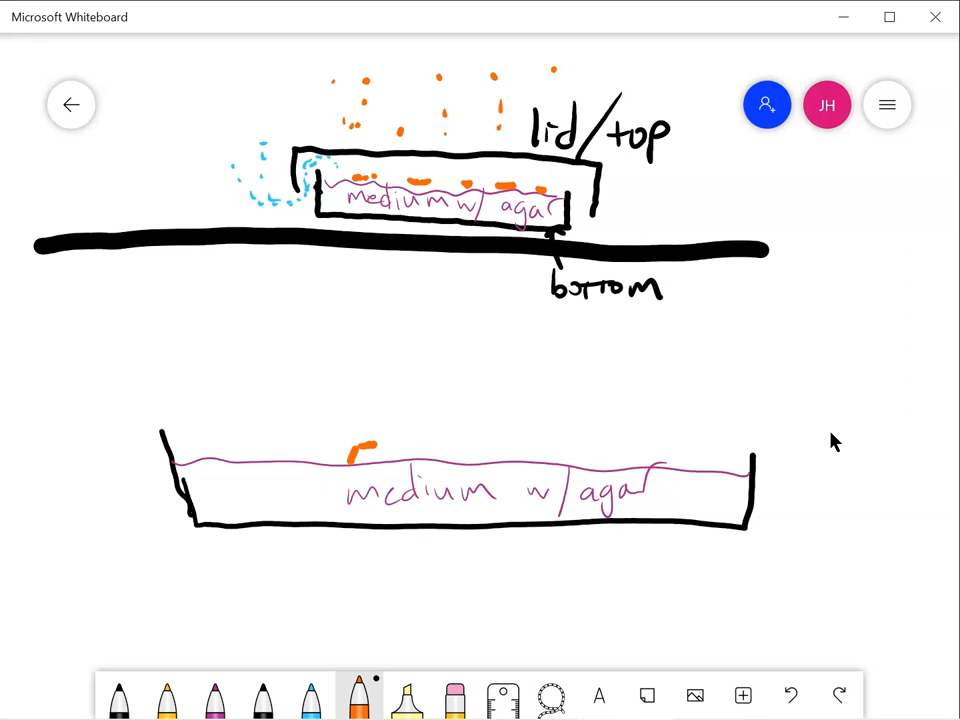 Microsoft Whiteboard
JH
lid/top
medium w/ agar
bottom
medium w/agar
A